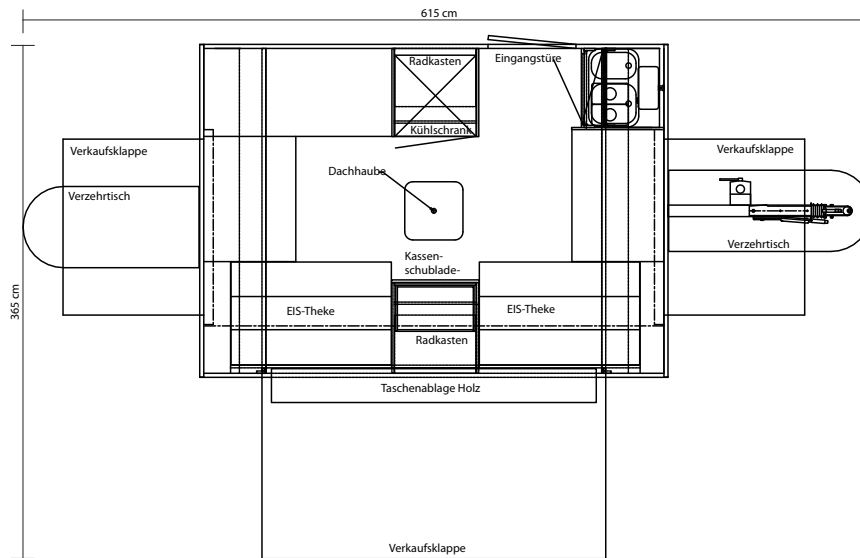 615 cm
Radkasten
Eingangstüre
Kühlschrank
Verkaufsklappe
Verkaufsklappe
Dachhaube
Verzehrtisch
Verzehrtisch
Kassen-
schublade-
365 cm
EIS-Theke
EIS-Theke
Radkasten
Taschenablage Holz
Verkaufsklappe